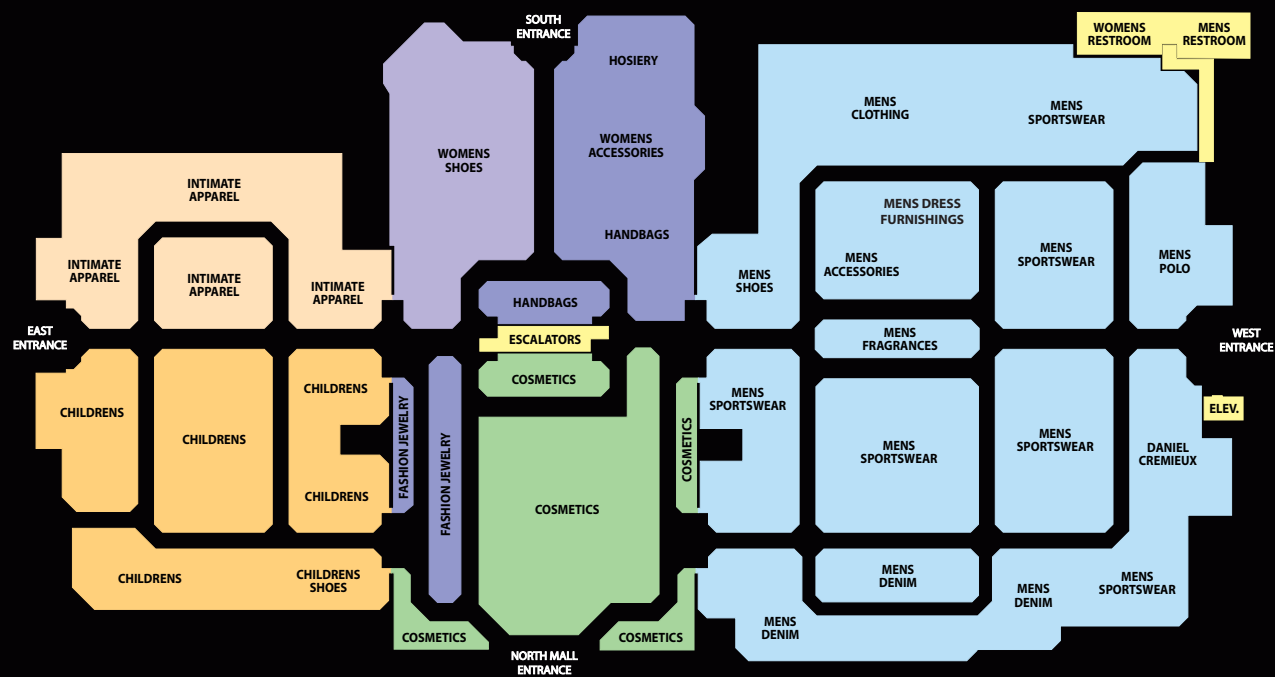 SOUTH
ENTRANCE
WOMENS
RESTROOM
MENS
RESTROOM
HOSIERY
MENS
CLOTHING
MENS
SPORTSWEAR
WOMENS
SHOES
WOMENS
ACCESSORIES
INTIMATE
APPAREL
MENS DRESS
FURNISHINGS
HANDBAGS
INTIMATE
APPAREL
INTIMATE
APPAREL
INTIMATE
APPAREL
MENS
SHOES
MENS
ACCESSORIES
MENS
SPORTSWEAR
MENS
POLO
HANDBAGS
EAST
ENTRANCE
ESCALATORS
MENS
FRAGRANCES
WEST
ENTRANCE
COSMETICS
CHILDRENS
CHILDRENS
CHILDRENS
CHILDRENS
FASHION JEWELRY
FASHION JEWELRY
COSMETICS
COSMETICS
MENS
SPORTSWEAR
MENS
SPORTSWEAR
MENS
SPORTSWEAR
ELEV.
DANIEL
CREMIEUX
CHILDRENS
CHILDRENS
SHOES
MENS
DENIM
MENS
DENIM
MENS
SPORTSWEAR
MENS
DENIM
COSMETICS
COSMETICS
NORTH MALL
ENTRANCE